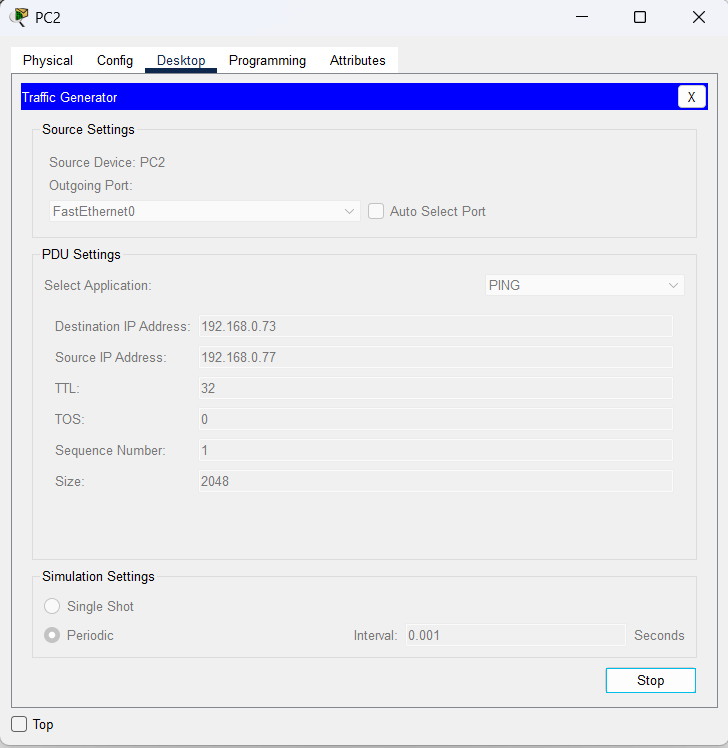 PC2
Physical Config Desktop Programming Attributes
Traffic Generator X
Source Settings
Source Device: PC2
Outgoing Port:
FastEthernet0 Auto Select Port
PDU Settings
Select Application: PING
Destination IP Address: 192.168.0.73
Source IP Address: 192.168.0.77
TTL: 32
TOS: 0
Sequence Number: 1
Size: 2048
Simulation Settings
Single Shot
Periodic Interval: 0.001 Seconds
Stop
Top